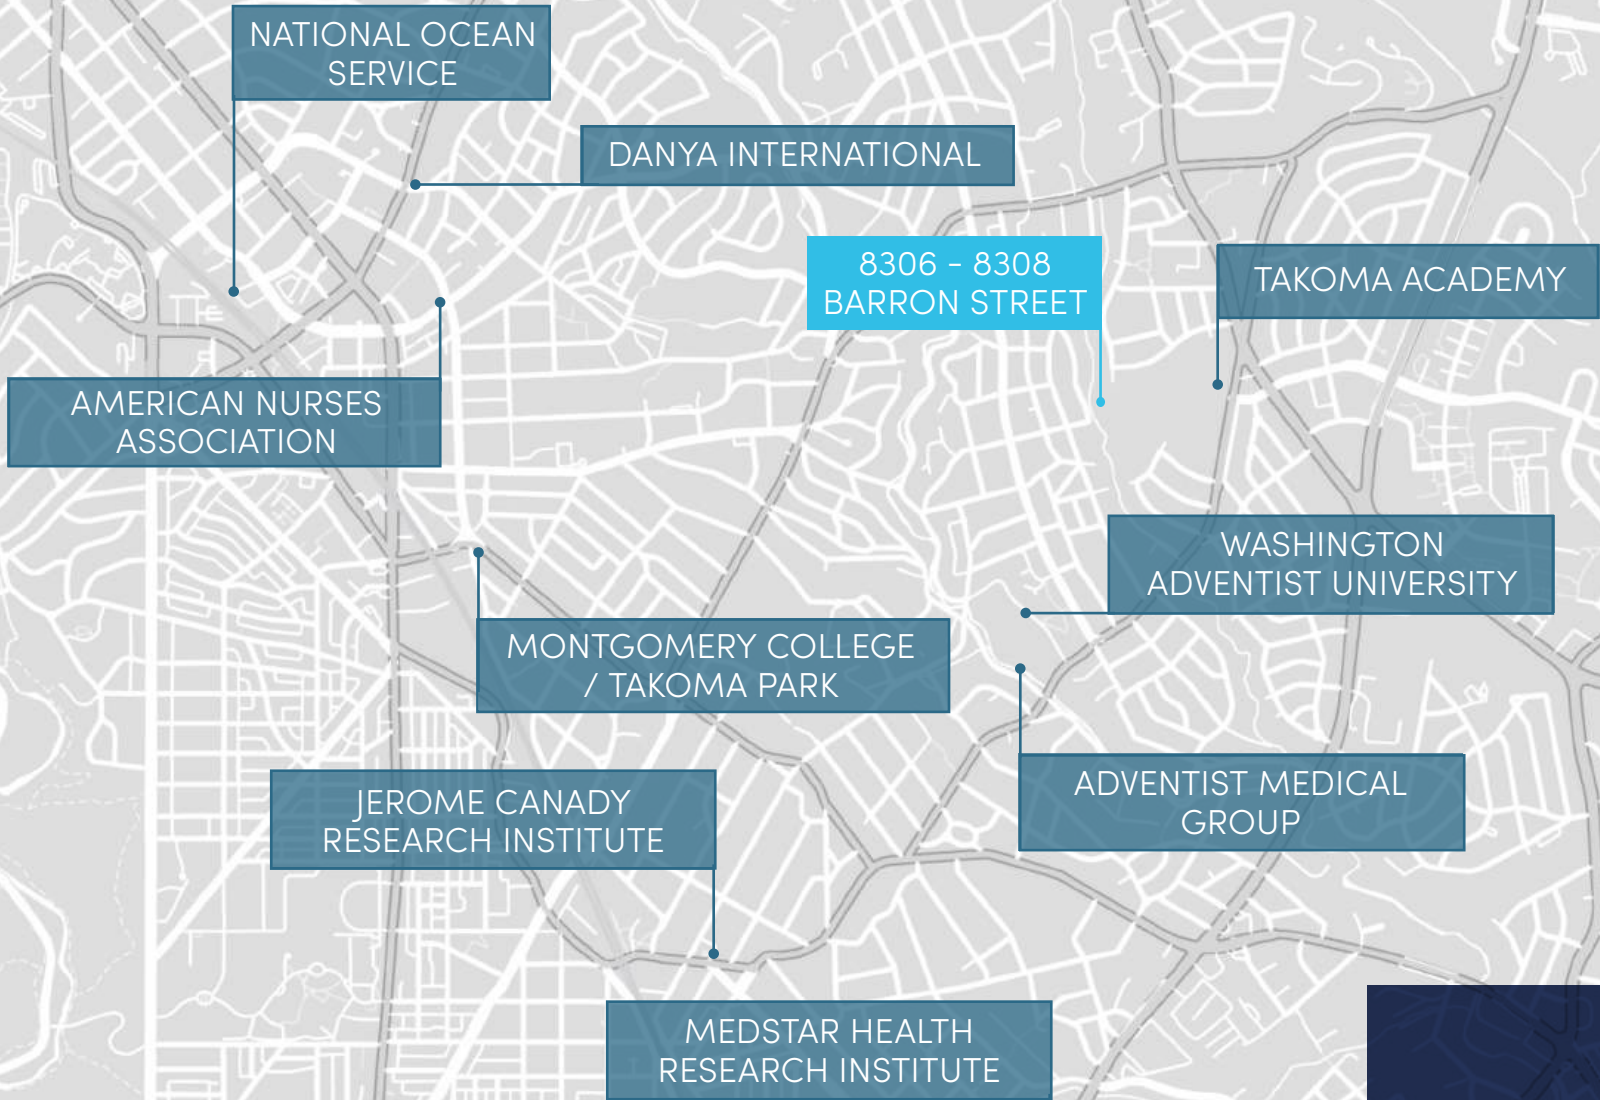 NATIONAL OCEAN
SERVICE
DANYA INTERNATIONAL
8306 - 8308
BARRON STREET
TAKOMA ACADEMY
AMERICAN NURSES
ASSOCIATION
WASHINGTON
ADVENTIST UNIVERSITY
MONTGOMERY COLLEGE
/ TAKOMA PARK
JEROME CANADY
RESEARCH INSTITUTE
ADVENTIST MEDICAL
GROUP
MEDSTAR HEALTH
RESEARCH INSTITUTE